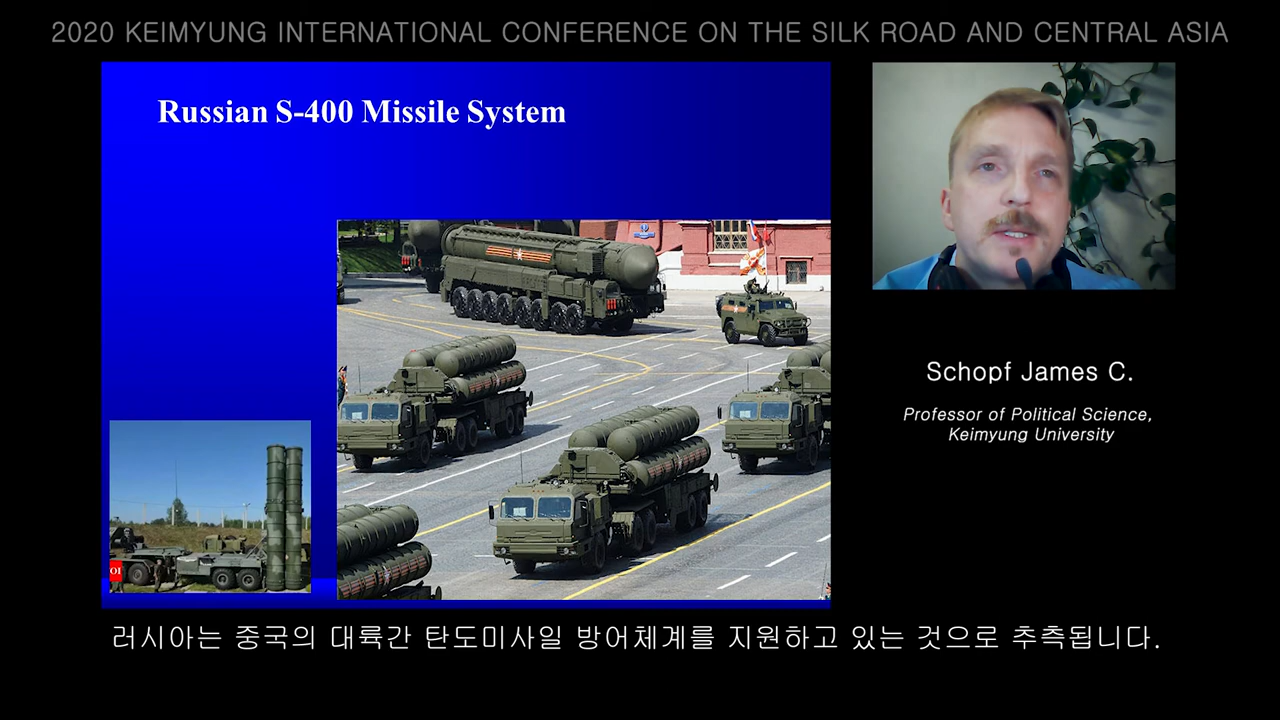 2020 KEIMYUNG INTERNATIONAL CONFERENCE ON THE SILK ROAD AND CENTRAL ASIA
Russian S-400 Missile System
OI
Schopf James C.
Professor of Political Science,
Keimyung University
러시아는 중국의 대륙간 탄도미사일 방어체계를 지원하고 있는 것으로 추측됩니다.